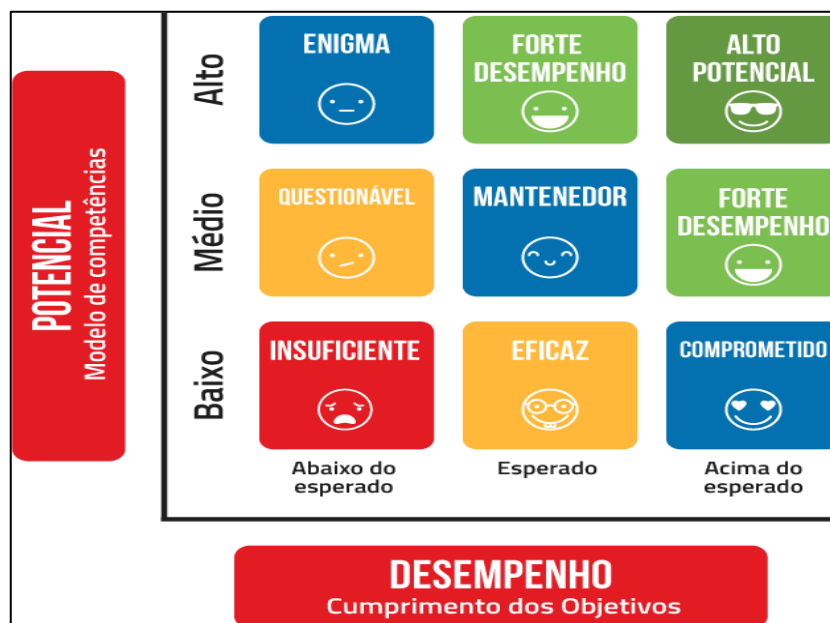 POTENCIAL
Modelo de competências
Alto
ENIGMA
FORTE
DESEMPENHO
ALTO
POTENCIAL
Médio
QUESTIONÁVEL
MANTENEDOR
FORTE
DESEMPENHO
Baixo
INSUFICIENTE
EFICAZ
COMPROMETIDO
Abaixo do
esperado
Esperado
Acima do
esperado
DESEMPENHO
Cumprimento dos Objetivos